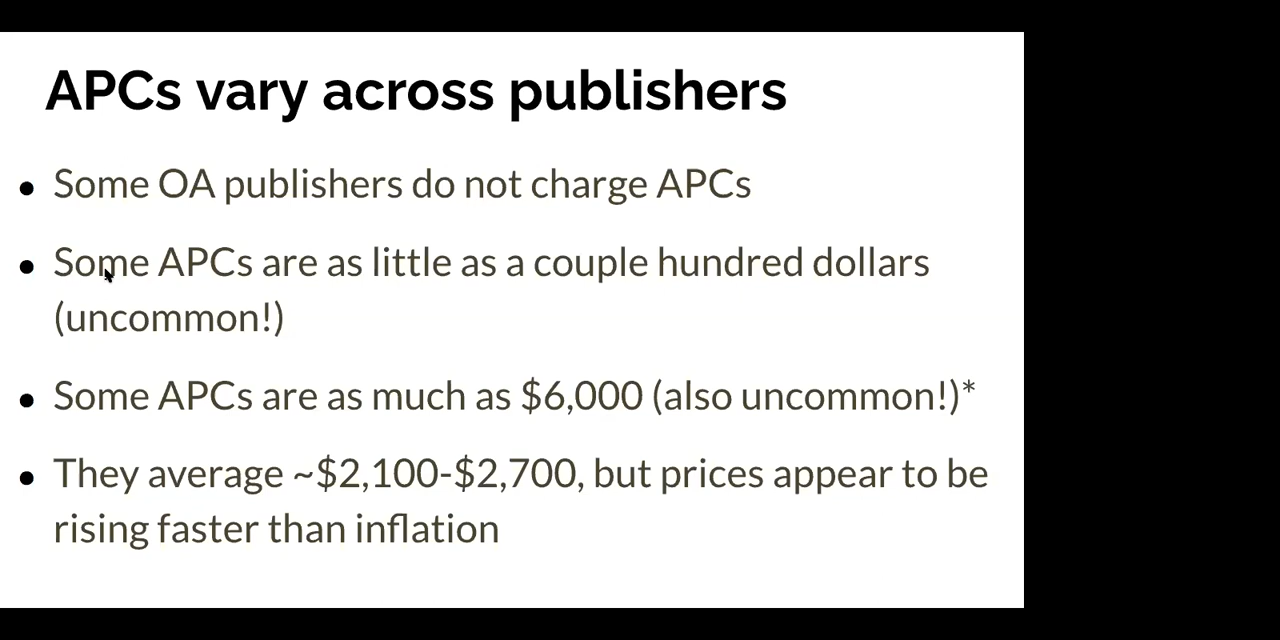 APCs vary across publishers
• Some OA publishers do not charge APCs
• Some APCs are as little as a couple hundred dollars
(uncommon!)
• Some APCs are as much as $6,000 (also uncommon!)*
• They average ~$2,100-$2,700, but prices appear to be
rising faster than inflation